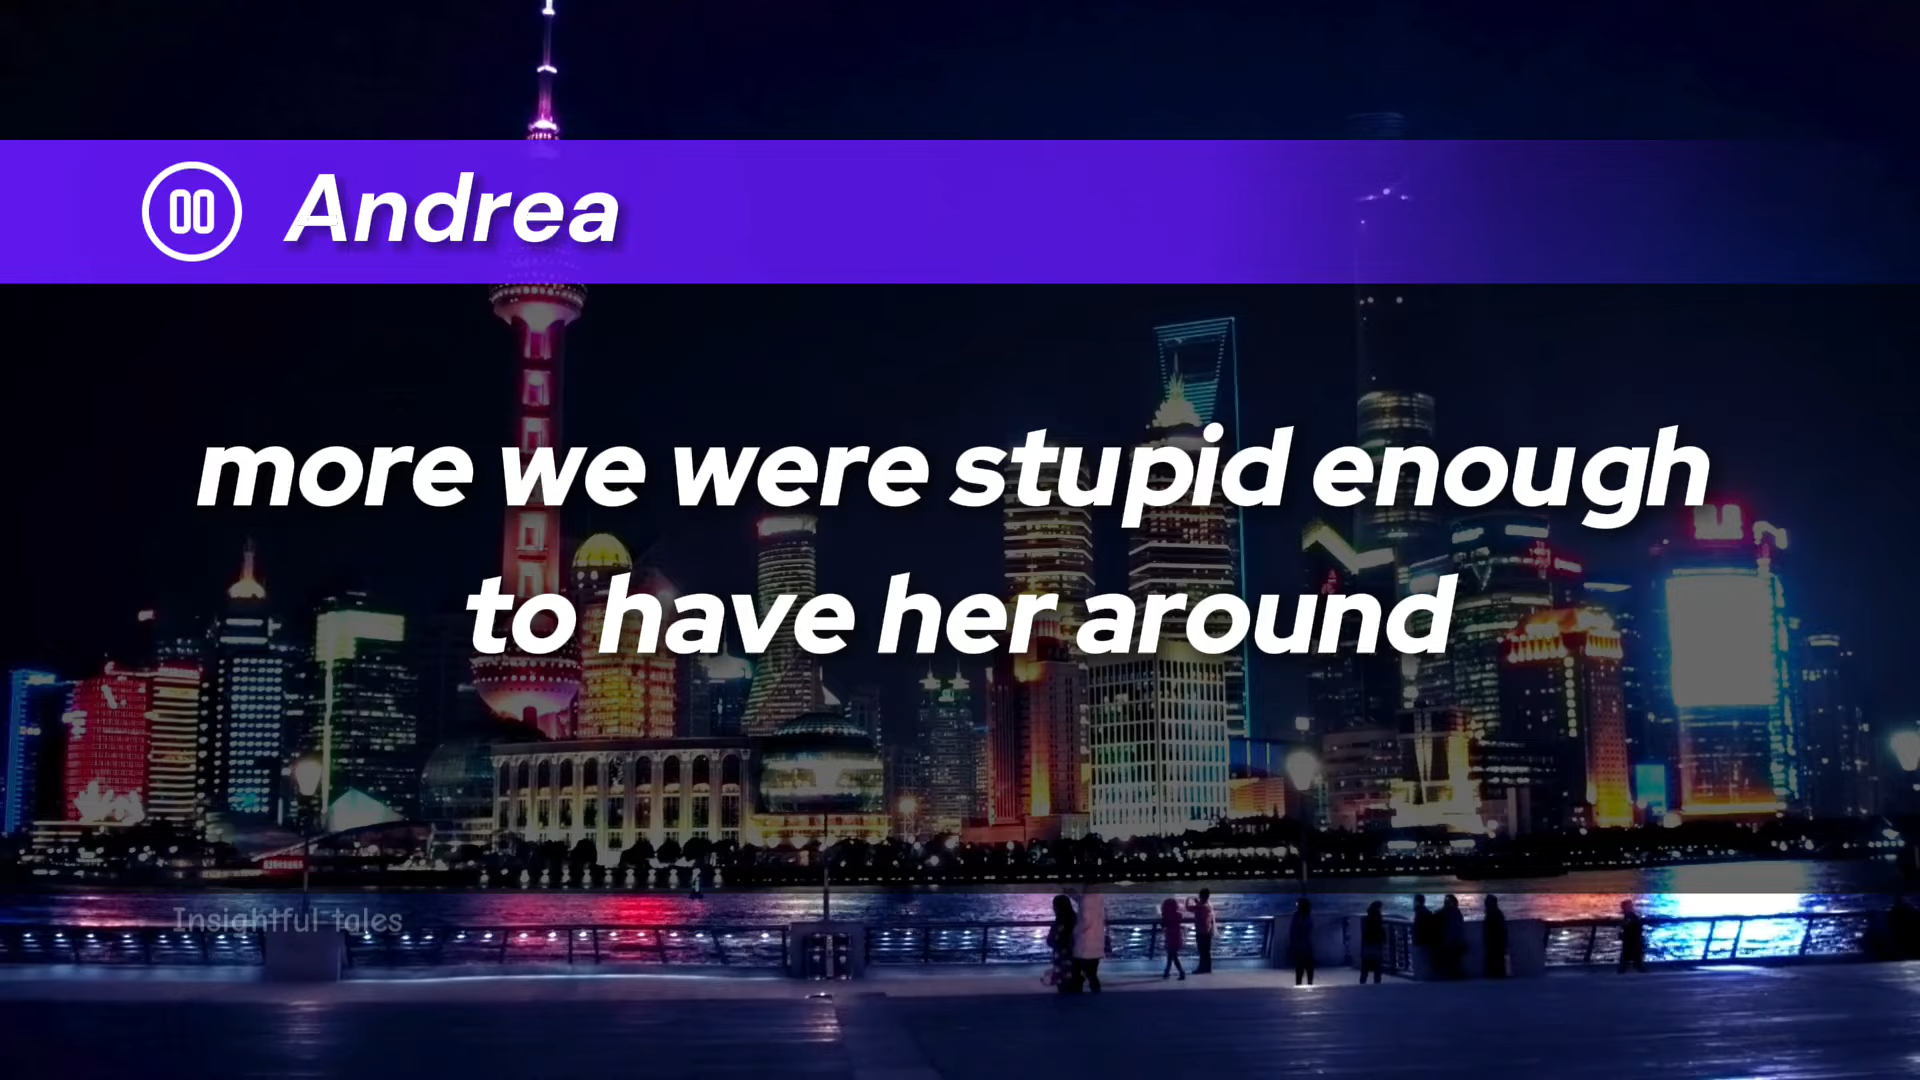 Andrea
more we were stupid enough
to have her around
Insightful tales